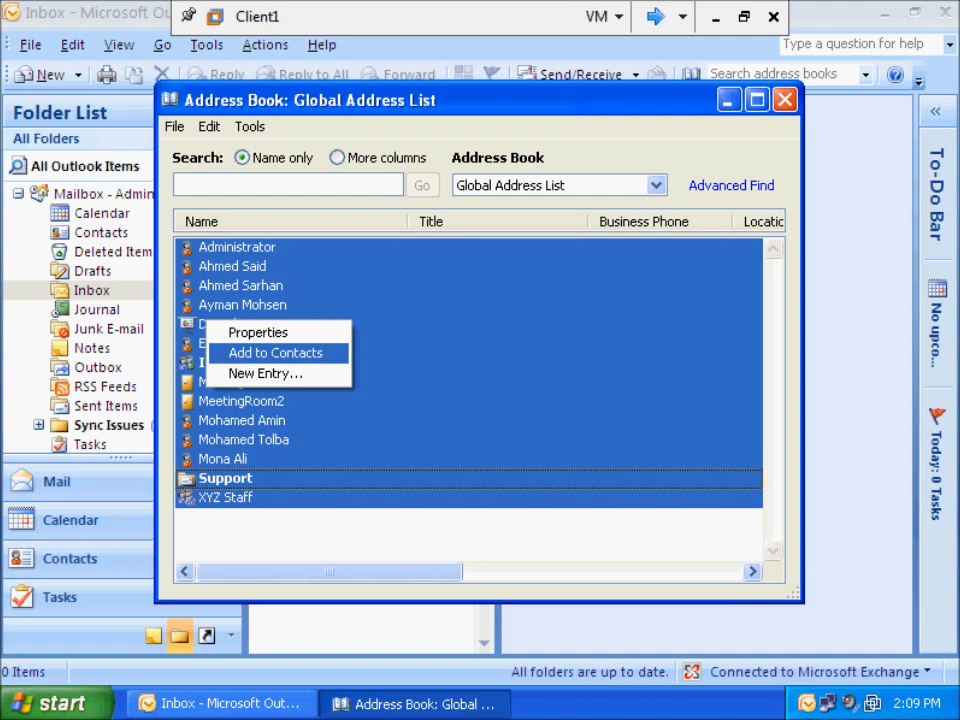 Inbox - Microsoft Ou
Client1
VM
File Edit View Go Tools Actions Help
Type a question for help
New Reply Reply to All Forward Send/Receive Search address books
Folder List
All Folders
All Outlook Items
Mailbox - Admin
Calendar
Contacts
Deleted Item
Drafts
Inbox
Journal
Junk E-mail
Notes
Outbox
RSS Feeds
Sent Items
Sync Issues
Tasks
Mail
Calendar
Contacts
Tasks
Address Book: Global Address List
File Edit Tools
Search: Name only More columns Address Book
Go Global Address List Advanced Find
Name Title Business Phone Locatic
Administrator
Ahmed Said
Ahmed Sarhan
Ayman Mohsen
Properties
Add to Contacts
New Entry...
MeetingRoom2
Mohamed Amin
Mohamed Tolba
Mona Ali
Support
XYZ Staff
To-Do Bar
No upco...
Today: 0 Tasks
0 Items
All folders are up to date. Connected to Microsoft Exchange
start
Inbox - Microsoft Out...
Address Book: Global ...
2:09 PM